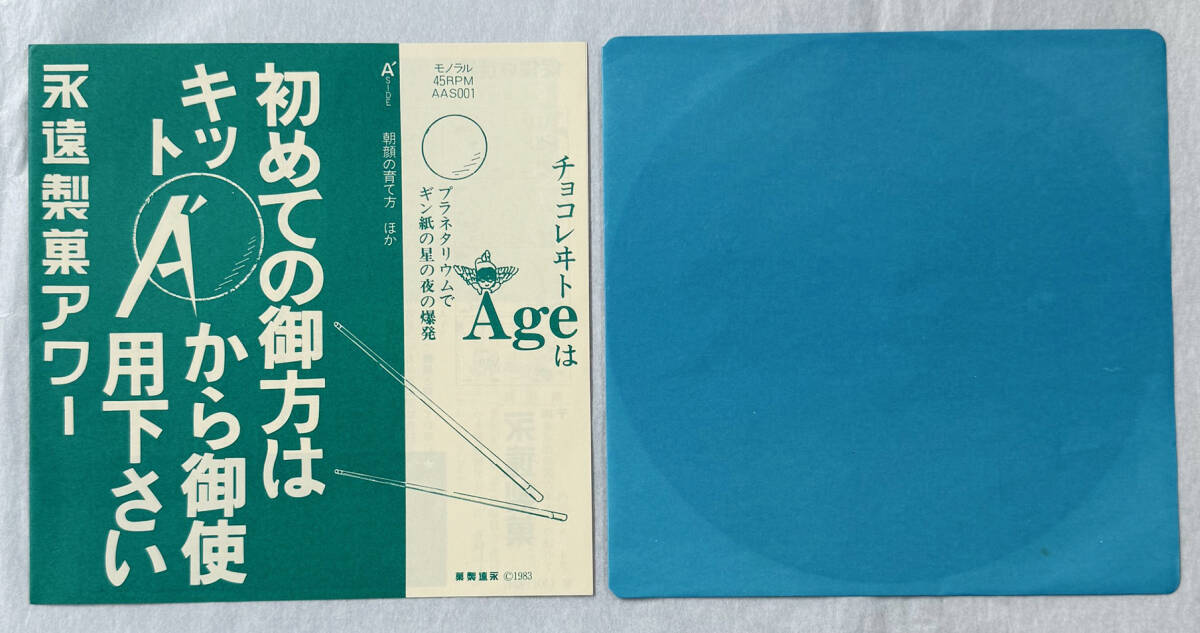 モノラル
45RPM
AAS001
チョコレヰト
Ageは
プラネタリウムで
ギン紙の星の夜の爆発
A´SIDE
朝顔の育て方 ほか
初めての御方は
キット
A´
から御使
用下さい
永遠製菓アワー
永遠製菓 ©1983